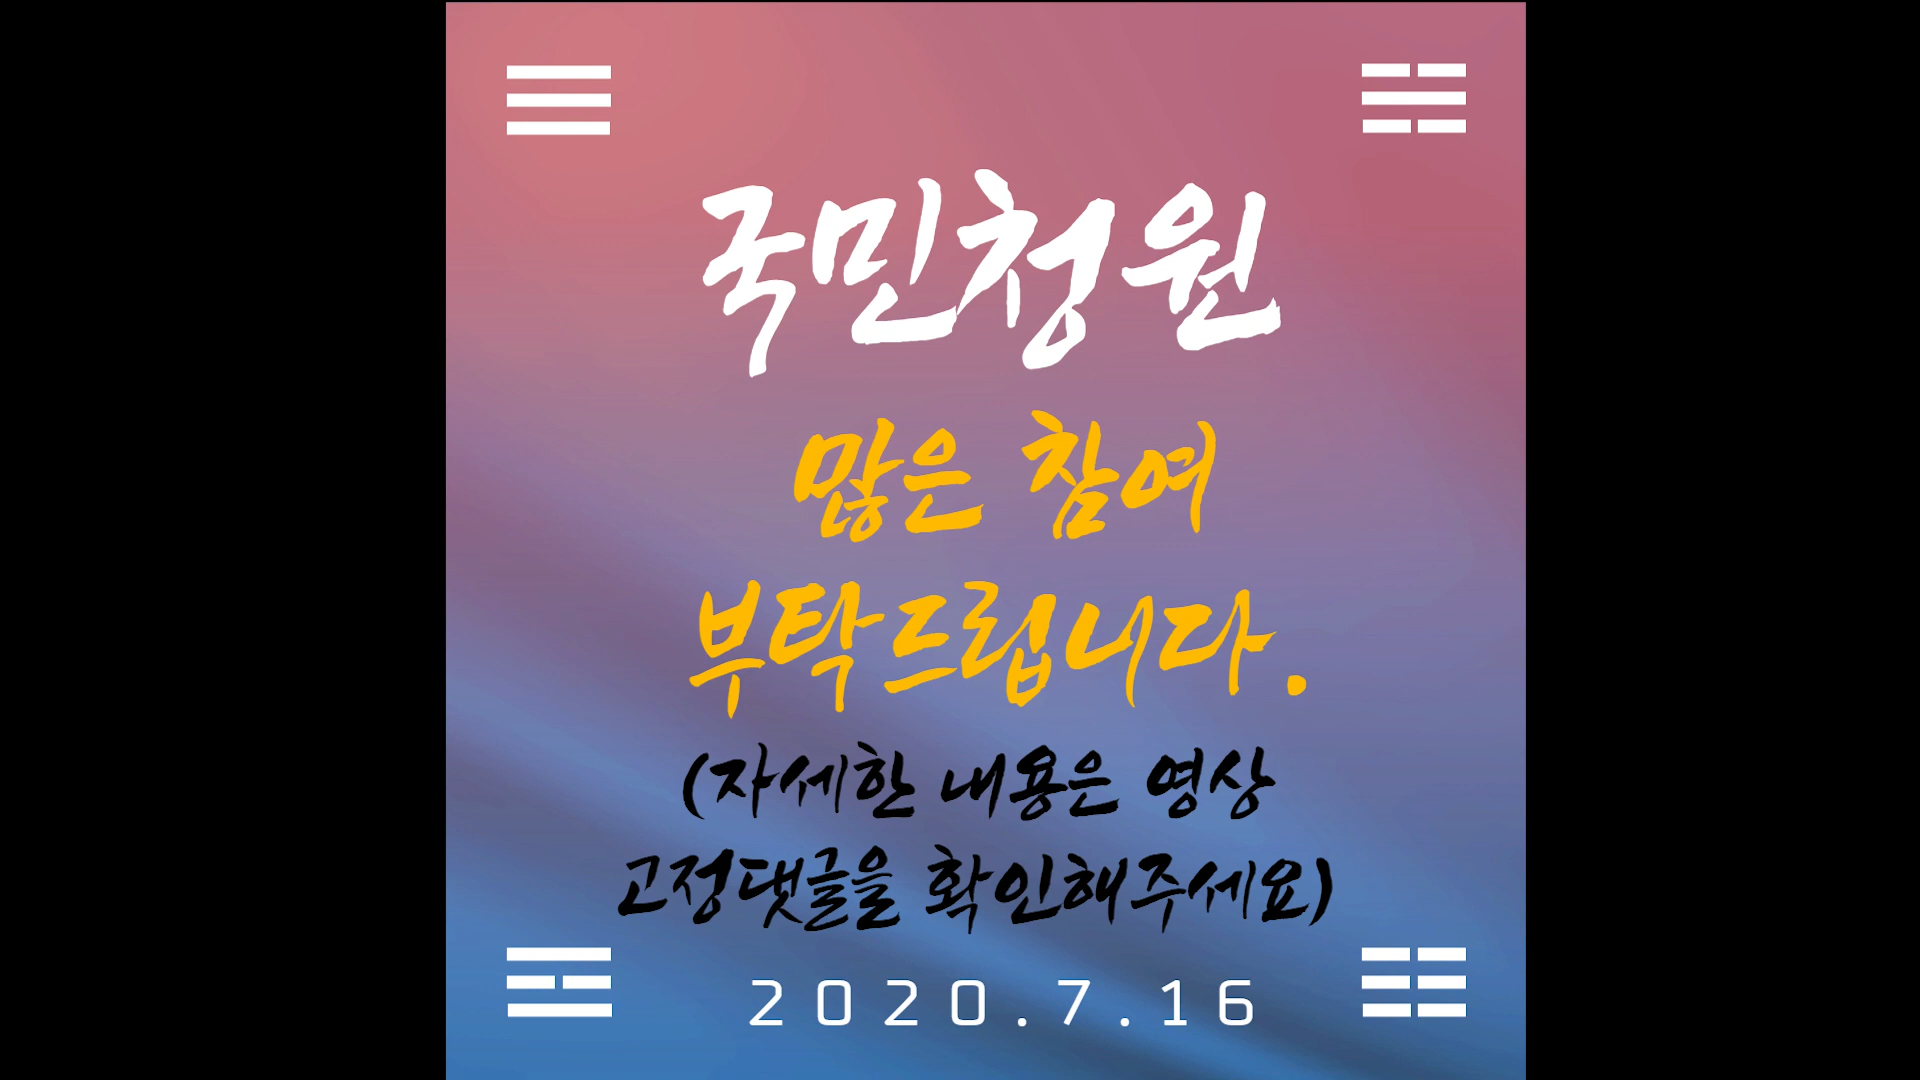 국민청원
많은 참여
부탁드립니다.
(자세한 내용은 영상
고정댓글을 확인해주세요)
2020.7.16